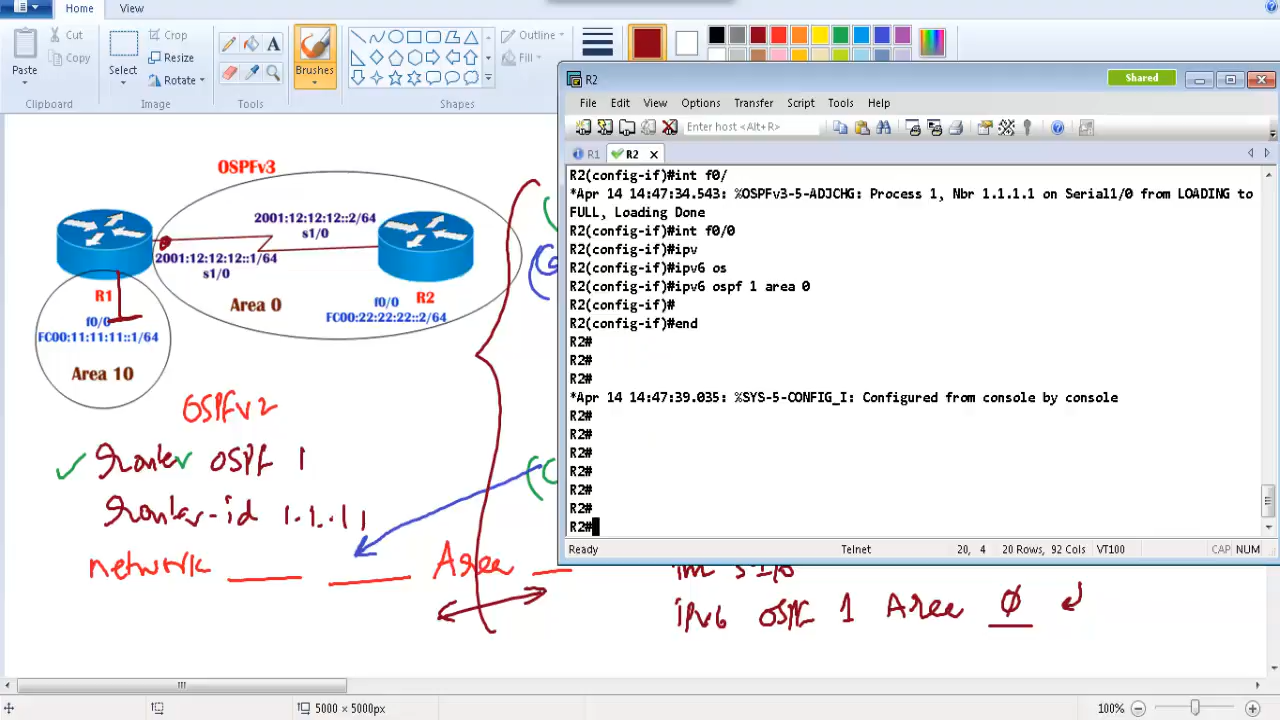 Home
View
Paste
Cut
Copy
Clipboard
Select
Crop
Resize
Rotate
Image
Tools
Brushes
Shapes
Outline
Fill
R2
Shared
File Edit View Options Transfer Script Tools Help
Enter host <Alt+R>
R1 R2
R2(config-if)#int f0/
*Apr 14 14:47:34.543: %OSPFv3-5-ADJCHG: Process 1, Nbr 1.1.1.1 on Serial1/0 from LOADING to
FULL, Loading Done
R2(config-if)#int f0/0
R2(config-if)#ipv
R2(config-if)#ipv6 os
R2(config-if)#ipv6 ospf 1 area 0
R2(config-if)#
R2(config-if)#end
R2#
R2#
R2#
*Apr 14 14:47:39.035: %SYS-5-CONFIG_I: Configured from console by console
R2#
R2#
R2#
R2#
R2#
R2#
R2#
Ready Telnet 20, 4 20 Rows, 92 Cols VT100 CAP NUM
OSPFv3
2001:12:12:12::2/64
s1/0
2001:12:12:12::1/64
s1/0
R1
Area 0
f0/0 R2
FC00:22:22:22::2/64
f0/0
FC00:11:11:11::1/64
Area 10
OSPFv2
router OSPF 1
router-id 1.1.1.1
network ____ ____ Area __
int s1/0
ipv6 OSPF 1 Area 0
5000 × 5000px
100%